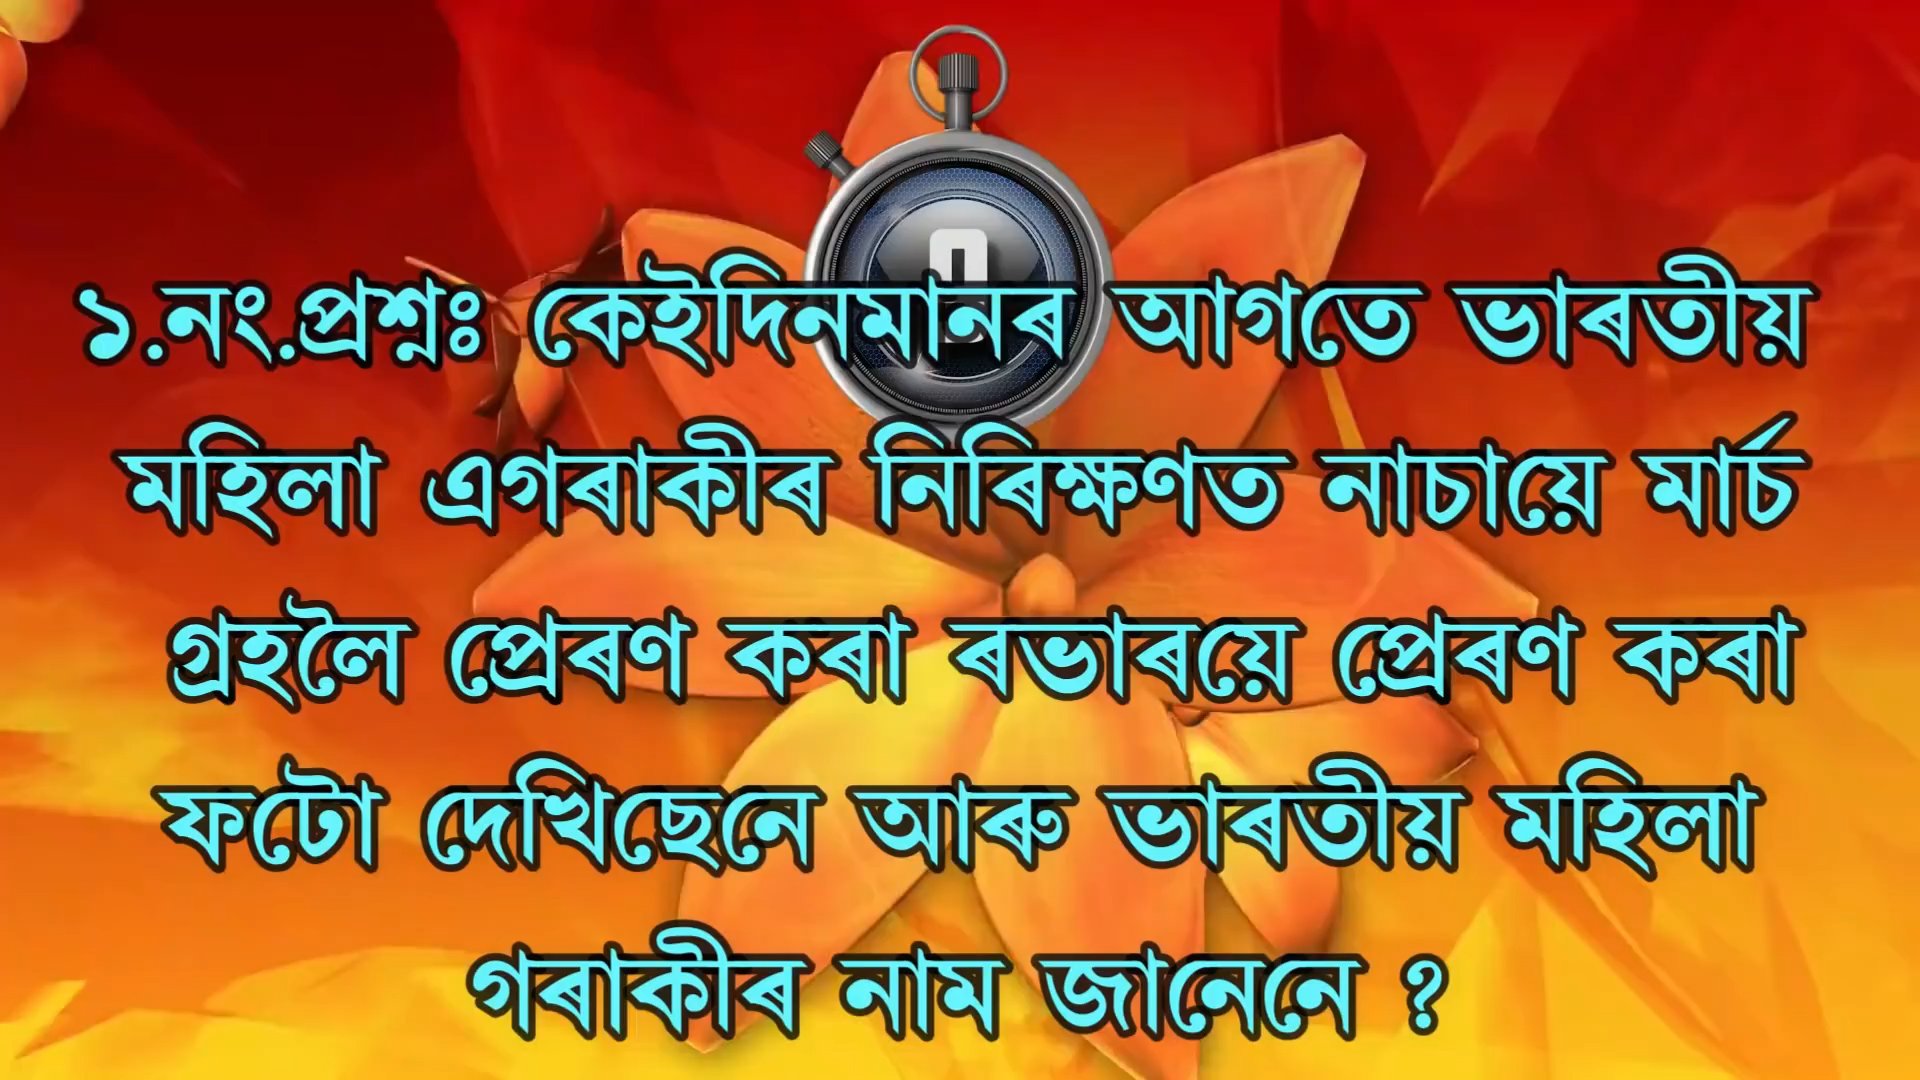 ১.নং.প্ৰশ্নঃ কেইদিনমানৰ আগতে ভাৰতীয়
মহিলা এগৰাকীৰ নিৰিক্ষণত নাচায়ে মাৰ্চ
গ্ৰহলৈ প্ৰেৰণ কৰা ৰভাৰয়ে প্ৰেৰণ কৰা
ফটো দেখিছেনে আৰু ভাৰতীয় মহিলা
গৰাকীৰ নাম জানেনে ?